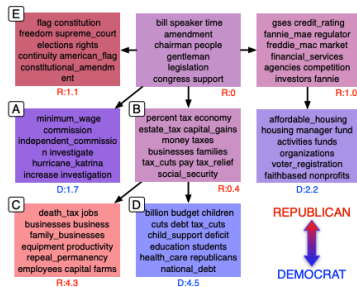 E
flag constitution
freedom supreme_court
elections rights
continuity american_flag
constitutional_amendm
ent
R:1.1
bill speaker time
amendment
chairman people
gentleman
legislation
congress support
R:0
gses credit_rating
fannie_mae regulator
freddie_mac market
financial_services
agencies competition
investors fannie
R:1.0
A
minimum_wage
commission
independent_commissio
n investigate
hurricane_katrina
increase investigation
D:1.7
B
percent tax economy
estate_tax capital_gains
money taxes
businesses families
tax_cuts pay tax_relief
social_security
R:0.4
affordable_housing
housing manager fund
activities funds
organizations
voter_registration
faithbased nonprofits
D:2.2
C
death_tax jobs
businesses business
family_businesses
equipment productivity
repeal_permanency
employees capital farms
R:4.3
D
billion budget children
cuts debt tax_cuts
child_support deficit
education students
health_care republicans
national_debt
D:4.5
REPUBLICAN
DEMOCRAT